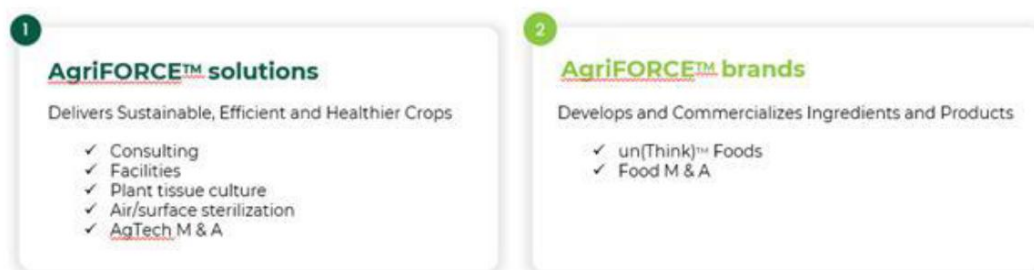 1
AgriFORCE™ solutions
Delivers Sustainable, Efficient and Healthier Crops
✓ Consulting
✓ Facilities
✓ Plant tissue culture
✓ Air/surface sterilization
✓ AgTech M & A
2
AgriFORCE™ brands
Develops and Commercializes Ingredients and Products
✓ un(Think)™ Foods
✓ Food M & A